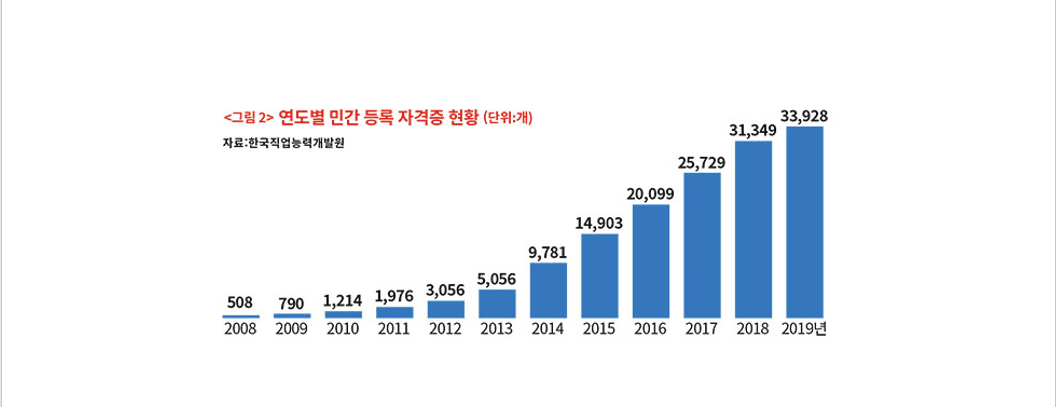 <그림 2> 연도별 민간 등록 자격증 현황 (단위:개)
자료:한국직업능력개발원
508 790 1,214 1,976 3,056 5,056 9,781 14,903 20,099 25,729 31,349 33,928
2008 2009 2010 2011 2012 2013 2014 2015 2016 2017 2018 2019년